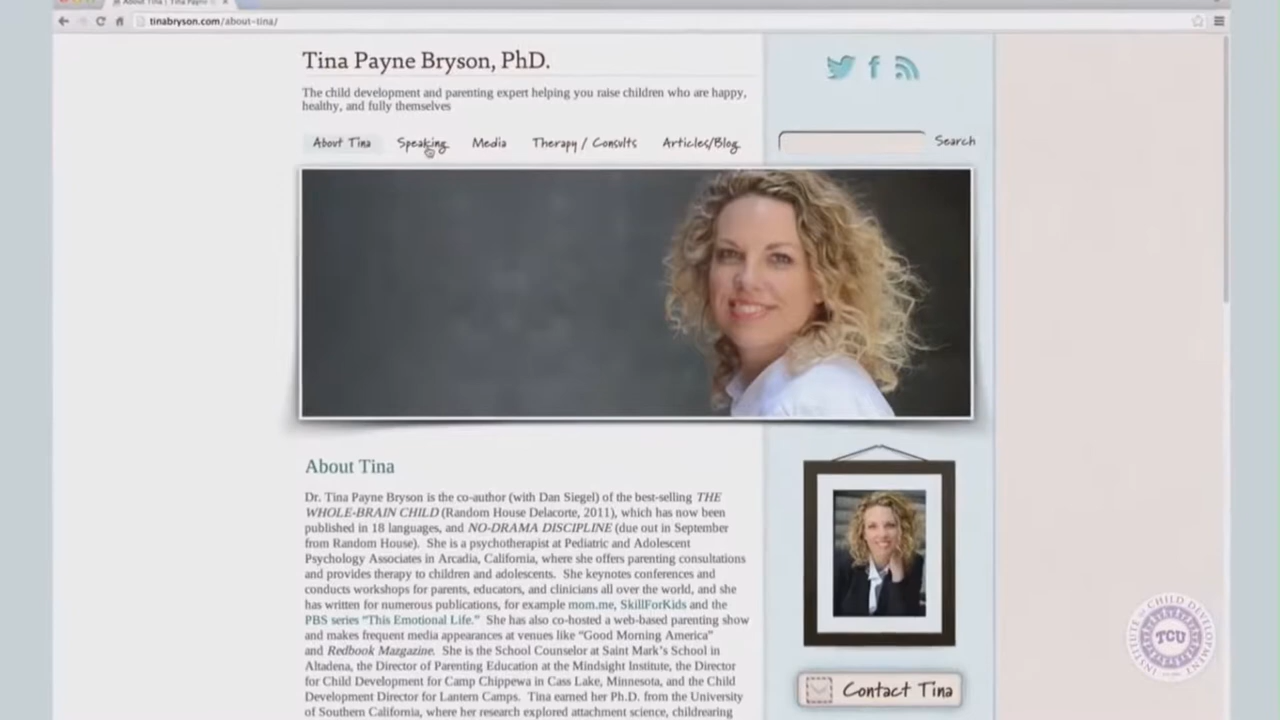 About Tina | Tina Payne
tinabryson.com/about-tina/
Tina Payne Bryson, PhD.
The child development and parenting expert helping you raise children who are happy,
healthy, and fully themselves
About Tina Speaking Media Therapy / Consults Articles/Blog
Search
About Tina
Dr. Tina Payne Bryson is the co-author (with Dan Siegel) of the best-selling THE
WHOLE-BRAIN CHILD (Random House Delacorte, 2011), which has now been
published in 18 languages, and NO-DRAMA DISCIPLINE (due out in September
from Random House). She is a psychotherapist at Pediatric and Adolescent
Psychology Associates in Arcadia, California, where she offers parenting consultations
and provides therapy to children and adolescents. She keynotes conferences and
conducts workshops for parents, educators, and clinicians all over the world, and she
has written for numerous publications, for example mom.me, SkillForKids and the
PBS series “This Emotional Life.” She has also co-hosted a web-based parenting show
and makes frequent media appearances at venues like “Good Morning America”
and Redbook Margazine. She is the School Counselor at Saint Mark’s School in
Altadena, the Director of Parenting Education at the Mindsight Institute, the Director
for Child Development for Camp Chippewa in Cass Lake, Minnesota, and the Child
Development Director for Lantern Camps. Tina earned her Ph.D. from the University
of Southern California, where her research explored attachment science, childrearing
Contact Tina
INSTITUTE of CHILD DEVELOPMENT
TCU